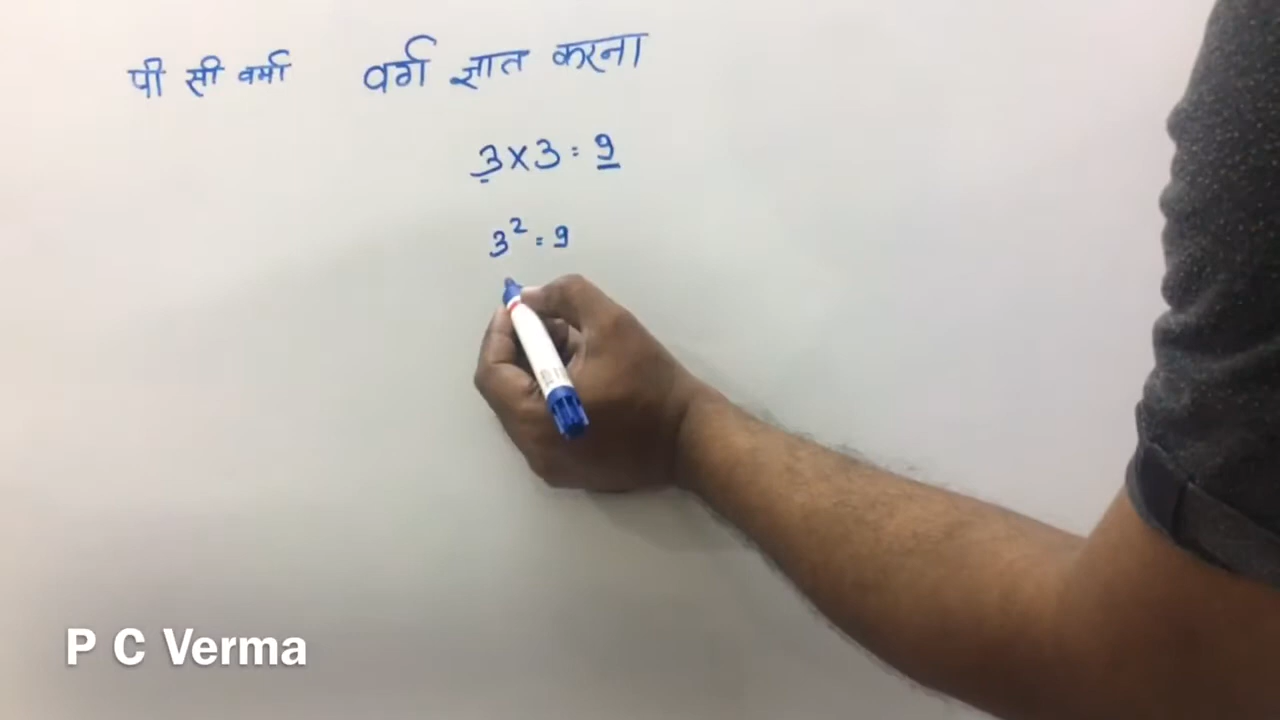 पी सी वर्मा वर्ग ज्ञात करना
3×3=9
3²=9
P C Verma